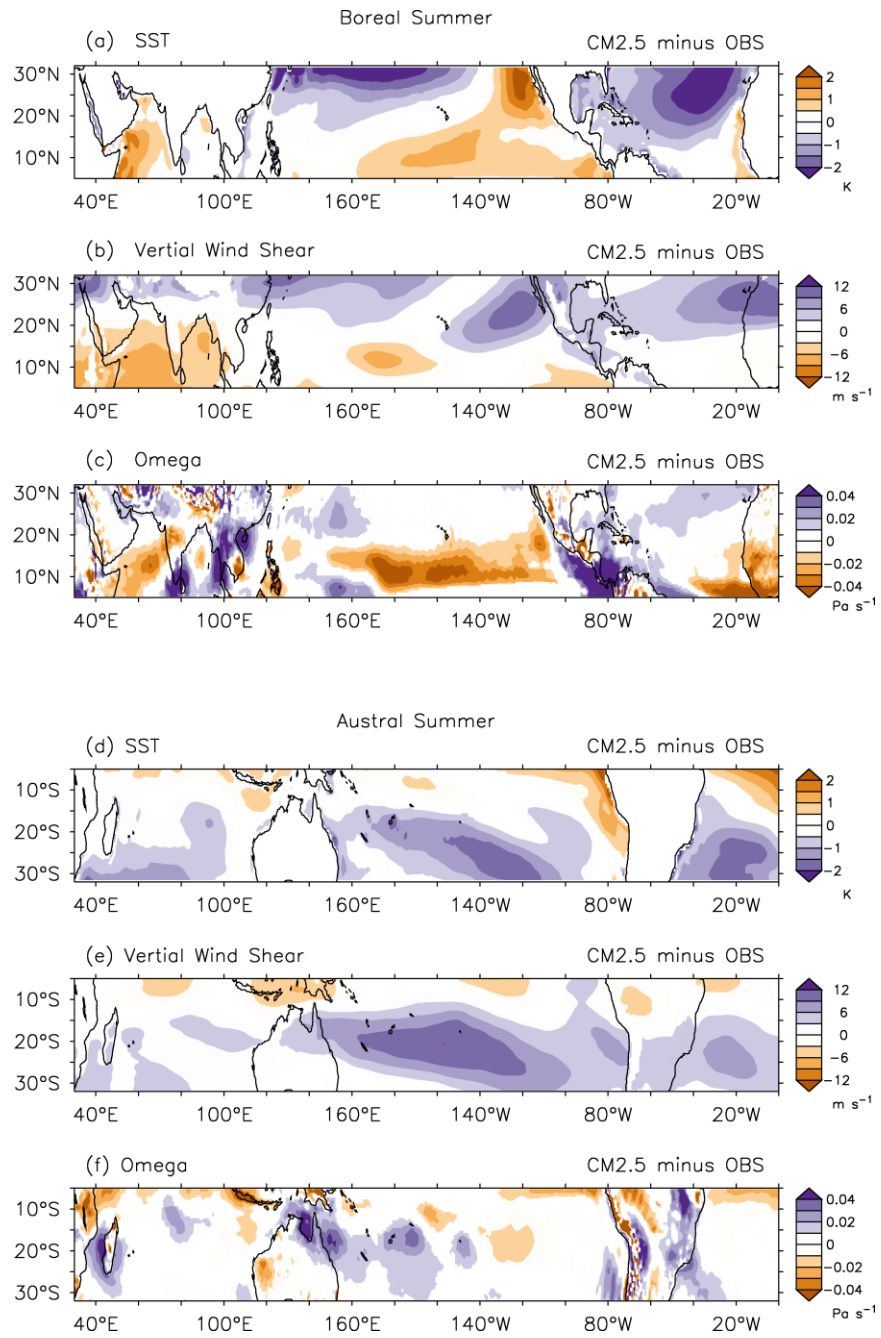 Boreal Summer
(a) SST CM2.5 minus OBS
30°N
20°N
10°N
40°E 100°E 160°E 140°W 80°W 20°W
2
1
0
−1
−2
K
(b) Vertial Wind Shear CM2.5 minus OBS
30°N
20°N
10°N
40°E 100°E 160°E 140°W 80°W 20°W
12
6
0
−6
−12
m s⁻¹
(c) Omega CM2.5 minus OBS
30°N
20°N
10°N
40°E 100°E 160°E 140°W 80°W 20°W
0.04
0.02
0
−0.02
−0.04
Pa s⁻¹
Austral Summer
(d) SST CM2.5 minus OBS
10°S
20°S
30°S
40°E 100°E 160°E 140°W 80°W 20°W
2
1
0
−1
−2
K
(e) Vertial Wind Shear CM2.5 minus OBS
10°S
20°S
30°S
40°E 100°E 160°E 140°W 80°W 20°W
12
6
0
−6
−12
m s⁻¹
(f) Omega CM2.5 minus OBS
10°S
20°S
30°S
40°E 100°E 160°E 140°W 80°W 20°W
0.04
0.02
0
−0.02
−0.04
Pa s⁻¹